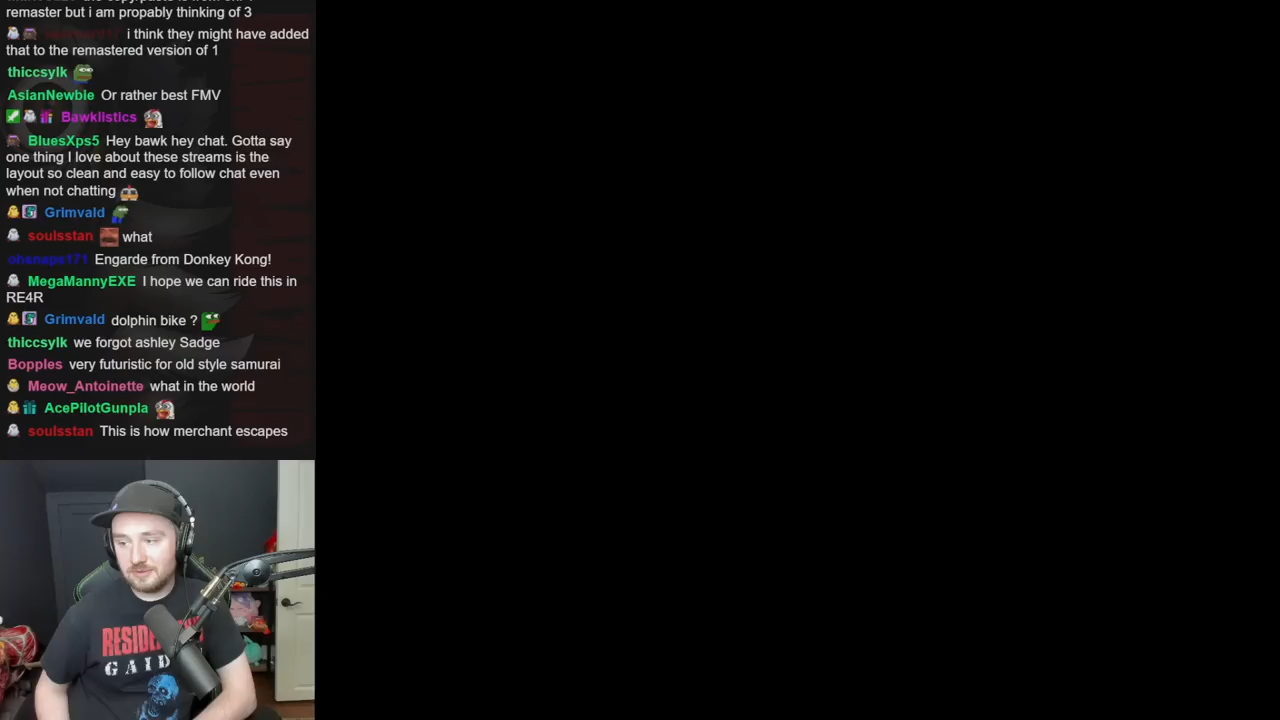 remaster but i am propably thinking of 3
i think they might have added
that to the remastered version of 1
thiccsylk
AsianNewbie Or rather best FMV
Bawklistics
BluesXps5 Hey bawk hey chat. Gotta say
one thing I love about these streams is the
layout so clean and easy to follow chat even
when not chatting
Grimvald
soulsstan what
ohsnaps171 Engarde from Donkey Kong!
MegaMannyEXE I hope we can ride this in
RE4R
Grimvald dolphin bike ?
thiccsylk we forgot ashley Sadge
Bopples very futuristic for old style samurai
Meow_Antoinette what in the world
AcePilotGunpla
soulsstan This is how merchant escapes
RESIDE
GAID